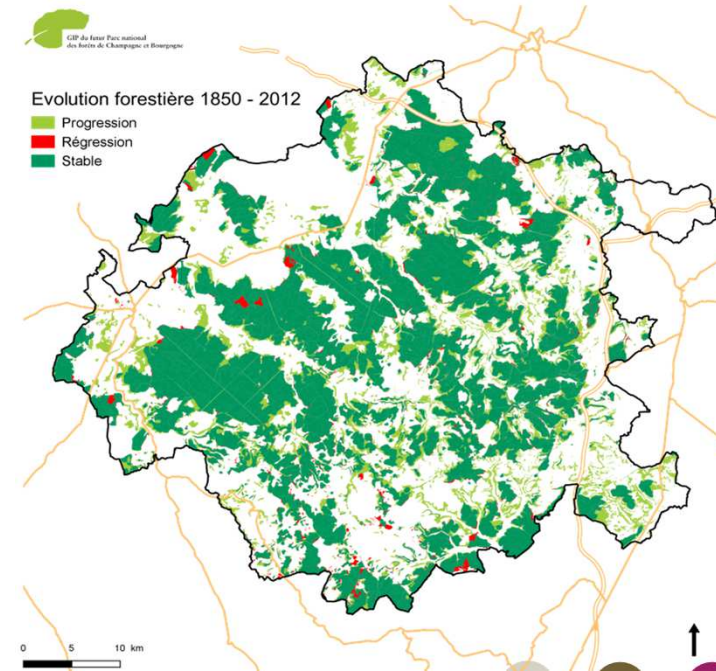 GIP du futur Parc national
des forêts de Champagne et Bourgogne
Evolution forestière 1850 - 2012
Progression
Régression
Stable
0 5 10 km